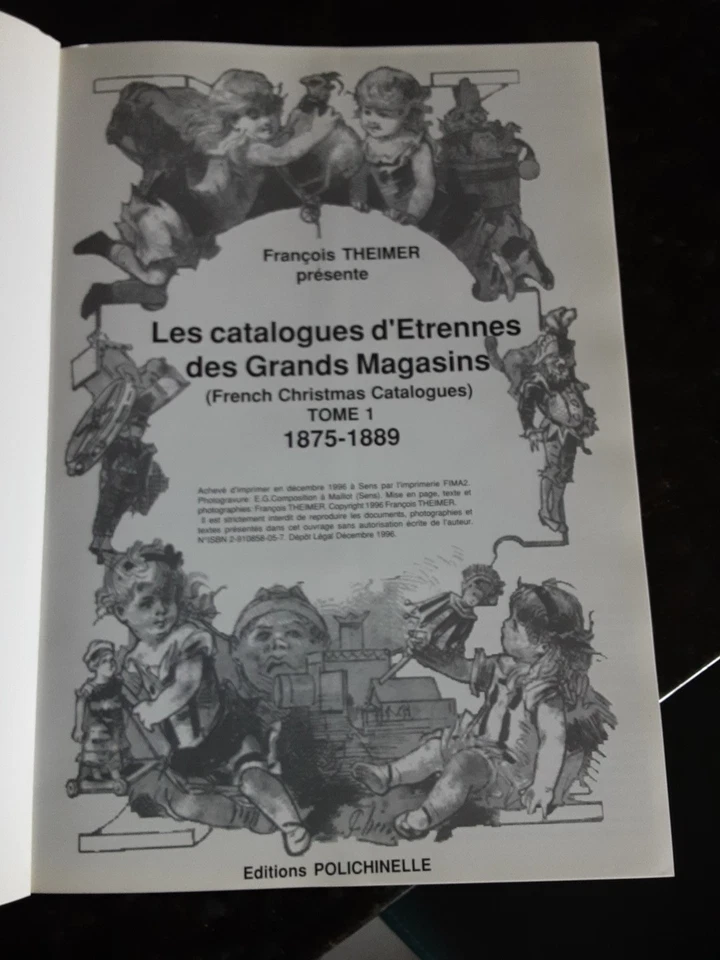 François THEIMER
présente
Les catalogues d'Etrennes
des Grands Magasins
(French Christmas Catalogues)
TOME 1
1875-1889
Achevé d'imprimer en décembre 1996 à Sens par l'imprimerie FIMA2.
Photogravure: E.G.Composition à Maillot (Sens). Mise en page, texte et
photographies: François THEIMER. Copyright 1996 François THEIMER.
Il est strictement interdit de reproduire les documents, photographies et
textes présentés dans cet ouvrage sans autorisation écrite de l'auteur.
N°ISBN 2-810656-05-7. Dépôt Légal Décembre 1996.
Editions POLICHINELLE